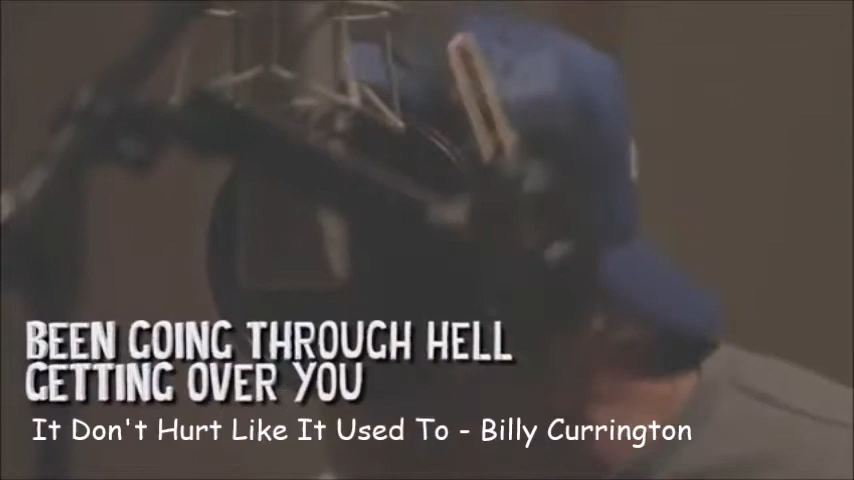 BEEN GOING THROUGH HELL
GETTING OVER YOU
It Don't Hurt Like It Used To - Billy Currington